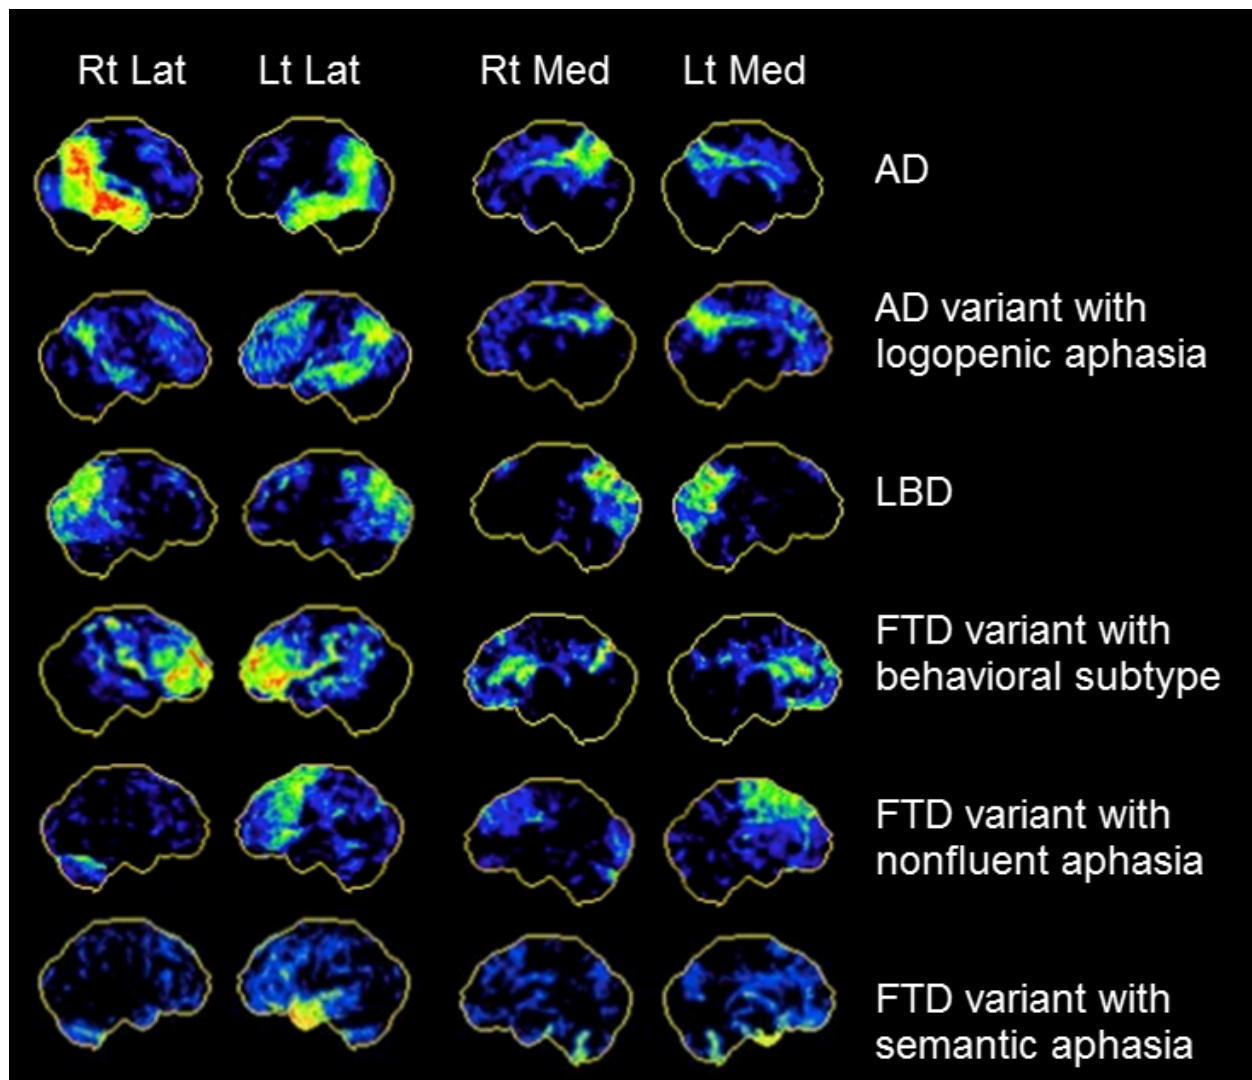 Rt Lat Lt Lat Rt Med Lt Med
AD
AD variant with
logopenic aphasia
LBD
FTD variant with
behavioral subtype
FTD variant with
nonfluent aphasia
FTD variant with
semantic aphasia